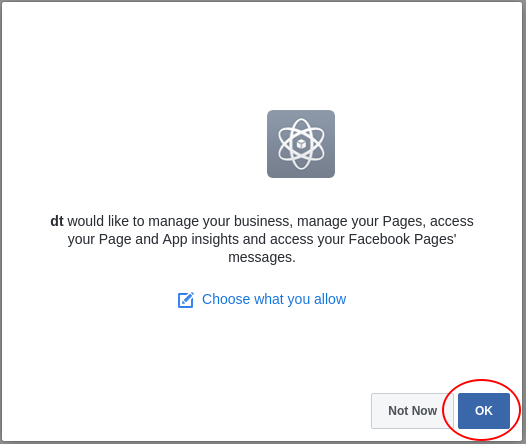 dt would like to manage your business, manage your Pages, access
your Page and App insights and access your Facebook Pages'
messages.
Choose what you allow
Not Now
OK